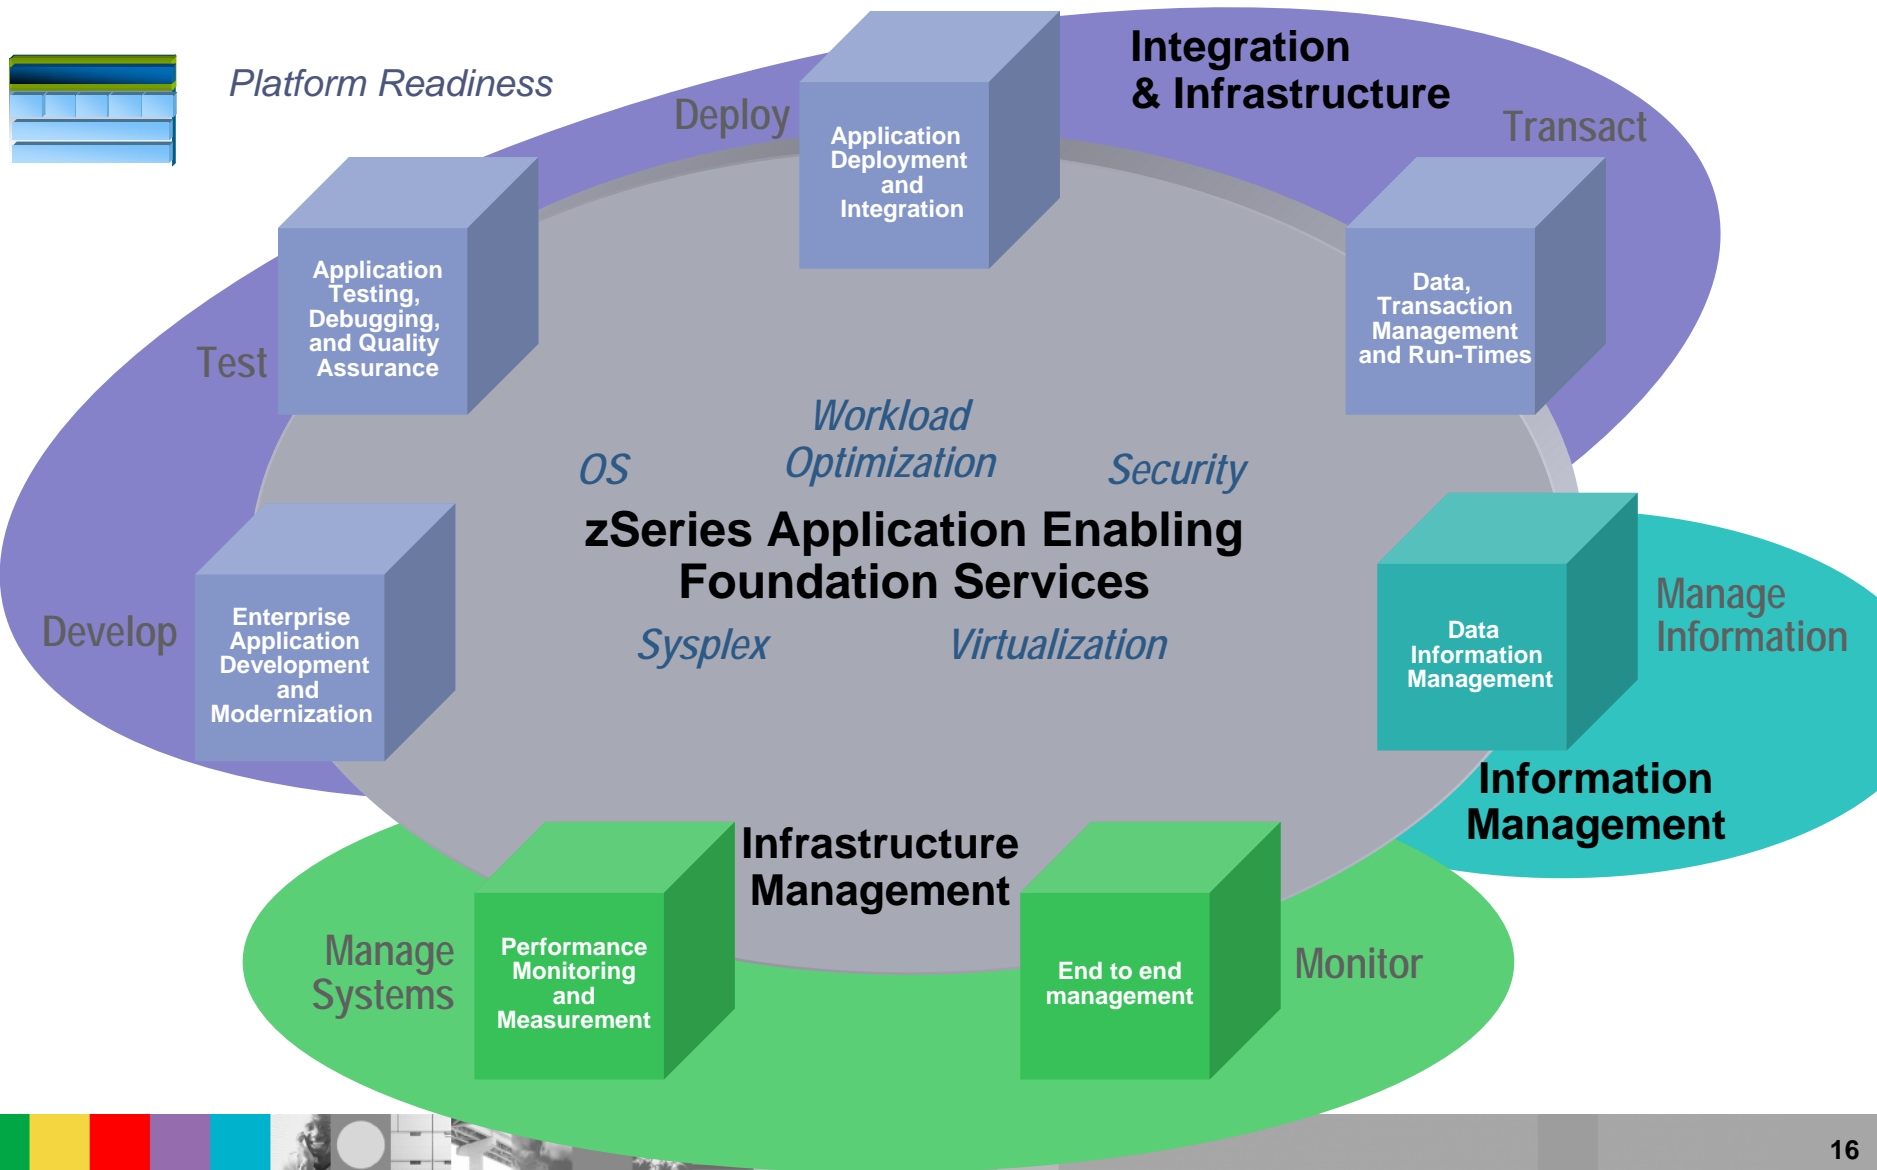 Platform Readiness
Integration
& Infrastructure
Deploy
Transact
Application
Deployment
and
Integration
Application
Testing,
Debugging,
and Quality
Assurance
Data,
Transaction
Management
and Run-Times
Test
Workload
Optimization
OS
Security
zSeries Application Enabling
Foundation Services
Sysplex
Virtualization
Develop
Enterprise
Application
Development
and
Modernization
Data
Information
Management
Manage
Information
Information
Management
Infrastructure
Management
Manage
Systems
Performance
Monitoring
and
Measurement
End to end
management
Monitor
16